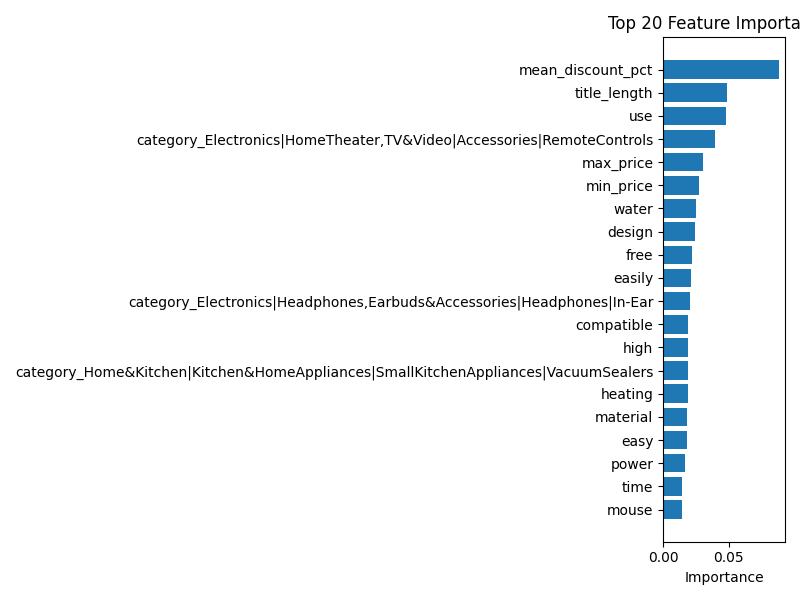 Top 20 Feature Importa
mean_discount_pct
title_length
use
category_Electronics|HomeTheater,TV&Video|Accessories|RemoteControls
max_price
min_price
water
design
free
easily
category_Electronics|Headphones,Earbuds&Accessories|Headphones|In-Ear
compatible
high
category_Home&Kitchen|Kitchen&HomeAppliances|SmallKitchenAppliances|VacuumSealers
heating
material
easy
power
time
mouse
0.00 0.05
Importance